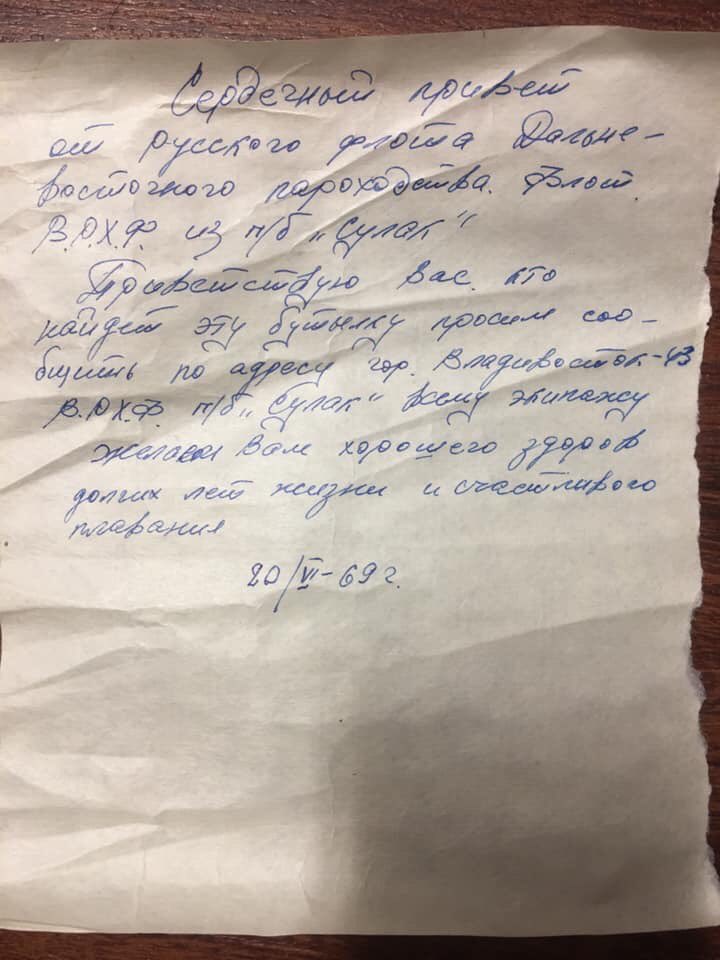 Сердечный привет
от русского флота Дальне-
восточного пароходства. Флот
В.Р.Х.Ф. из п/б „Сулак"
Приветствую Вас. кто
найдет эту бутылку просим соо-
бщить по адресу гор. Владивосток-43
В.Р.Х.Ф. п/б „Сулак" всему экипажу
желаем Вам хорошего здоров
долгих лет жизни и счастливого
плавания
20/VI-69 г.